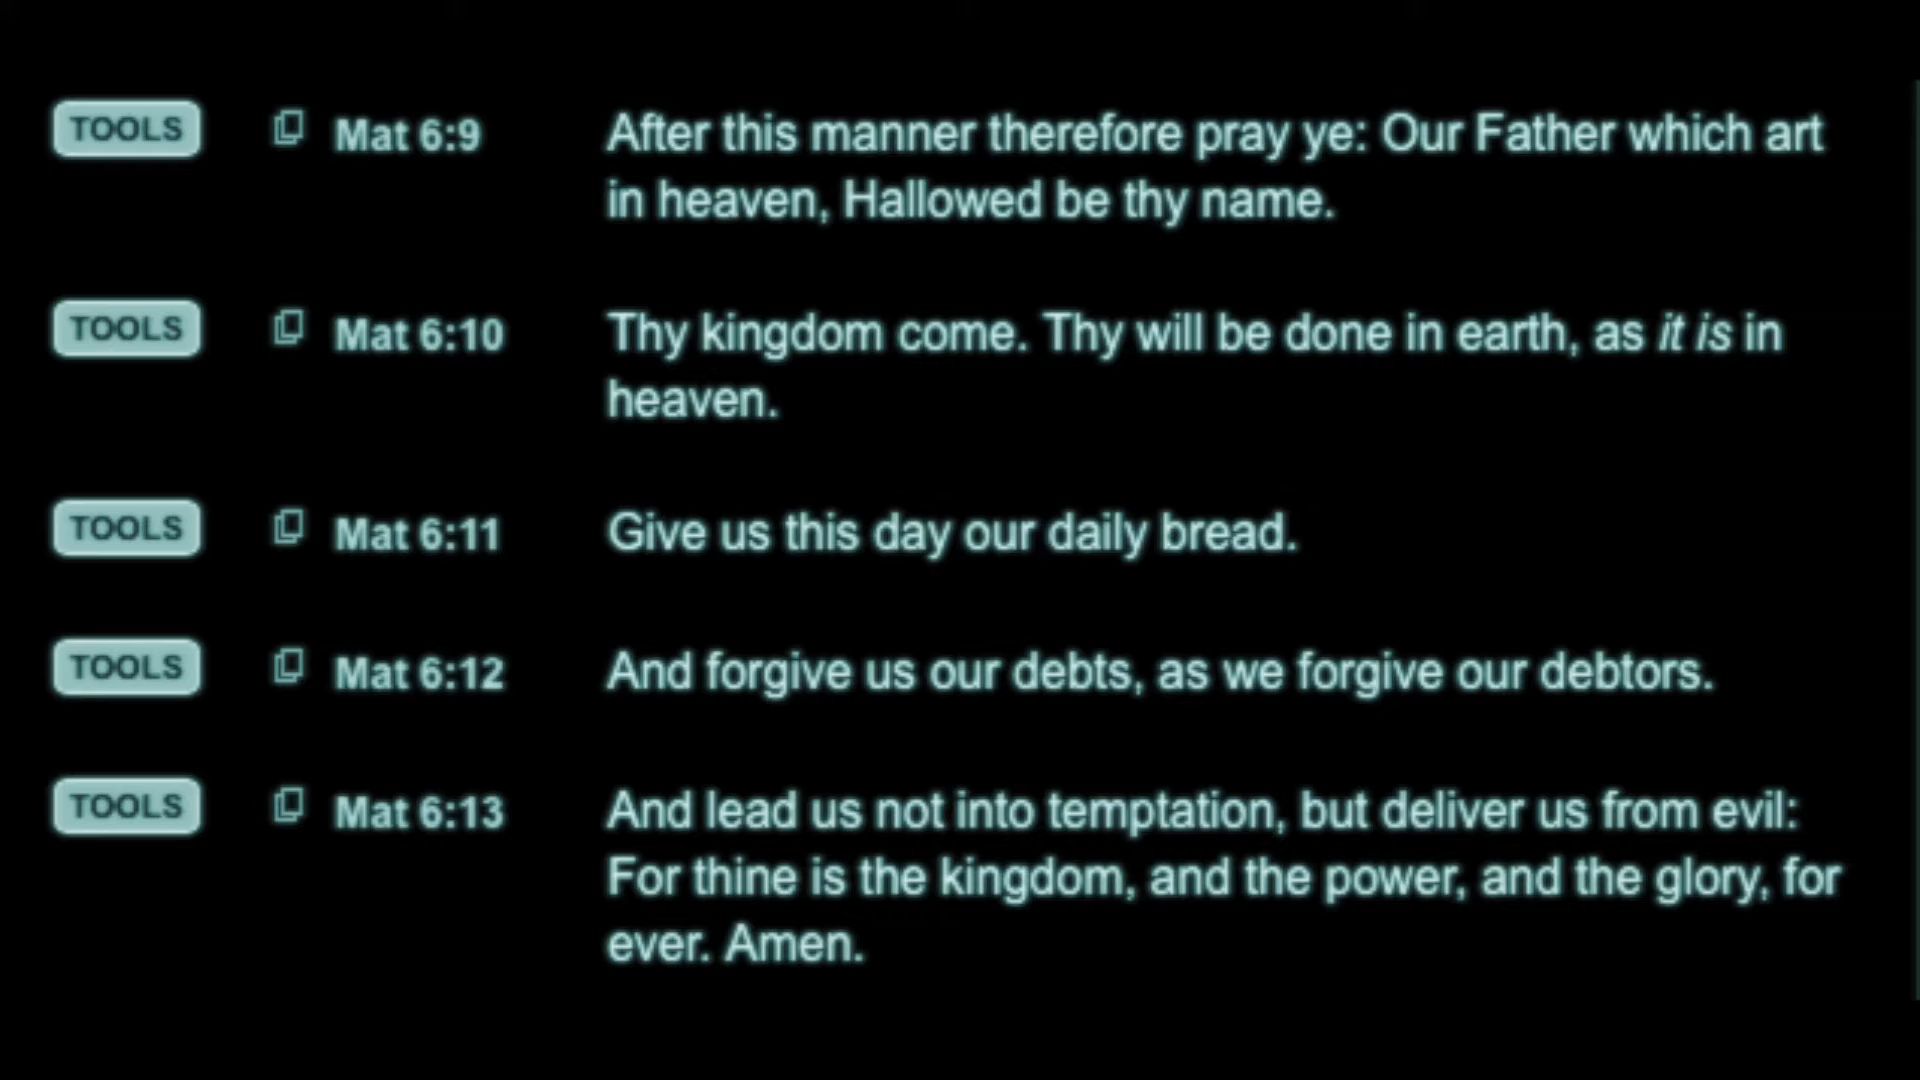 TOOLS Mat 6:9 After this manner therefore pray ye: Our Father which art
in heaven, Hallowed be thy name.
TOOLS Mat 6:10 Thy kingdom come. Thy will be done in earth, as it is in
heaven.
TOOLS Mat 6:11 Give us this day our daily bread.
TOOLS Mat 6:12 And forgive us our debts, as we forgive our debtors.
TOOLS Mat 6:13 And lead us not into temptation, but deliver us from evil:
For thine is the kingdom, and the power, and the glory, for
ever. Amen.